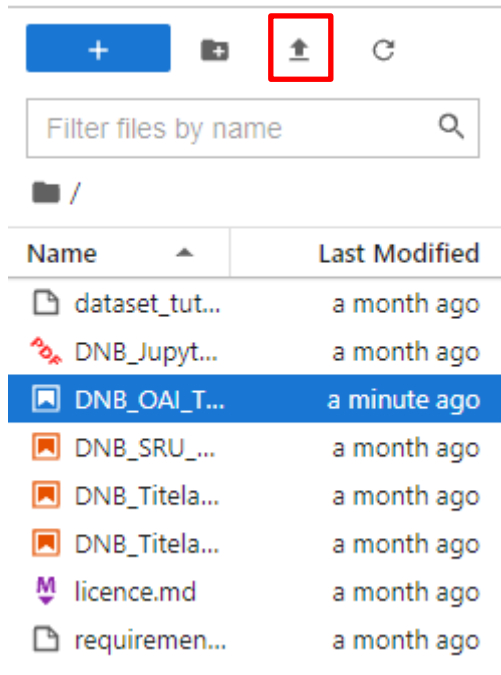 Filter files by name
/
Name Last Modified
dataset_tut... a month ago
PDF DNB_Jupyt... a month ago
DNB_OAI_T... a minute ago
DNB_SRU_... a month ago
DNB_Titela... a month ago
DNB_Titela... a month ago
M licence.md a month ago
requiremen... a month ago